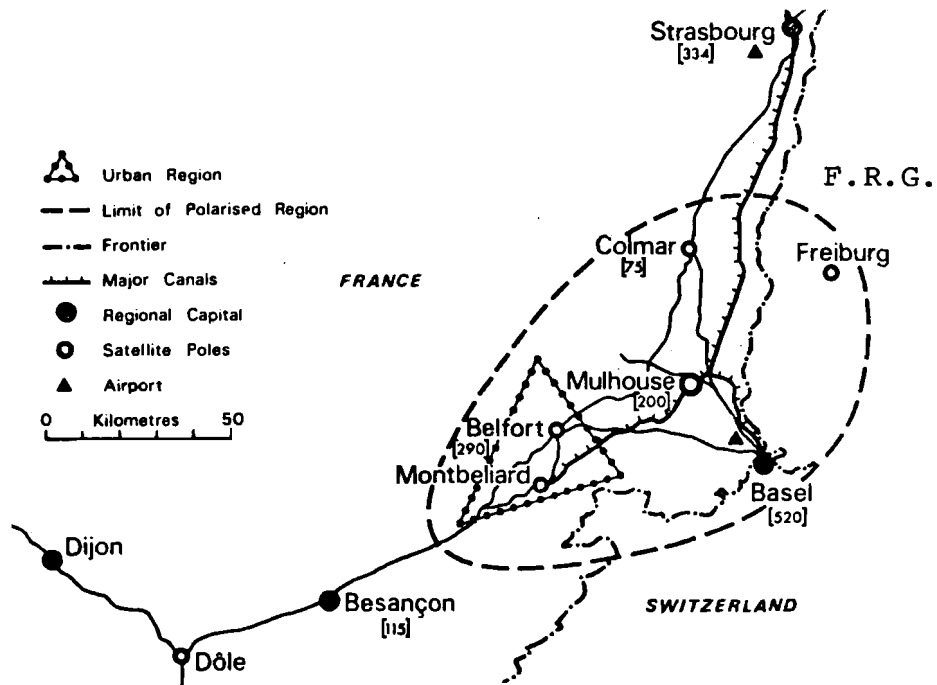 Strasbourg
[334]
F.R.G.
Urban Region
Limit of Polarised Region
Frontier
Major Canals
Regional Capital
Satellite Poles
Airport
0 Kilometres 50
FRANCE
Colmar
[75]
Freiburg
Mulhouse
[200]
Belfort
[290]
Montbeliard
Basel
[520]
Dijon
Besançon
[115]
SWITZERLAND
Dôle